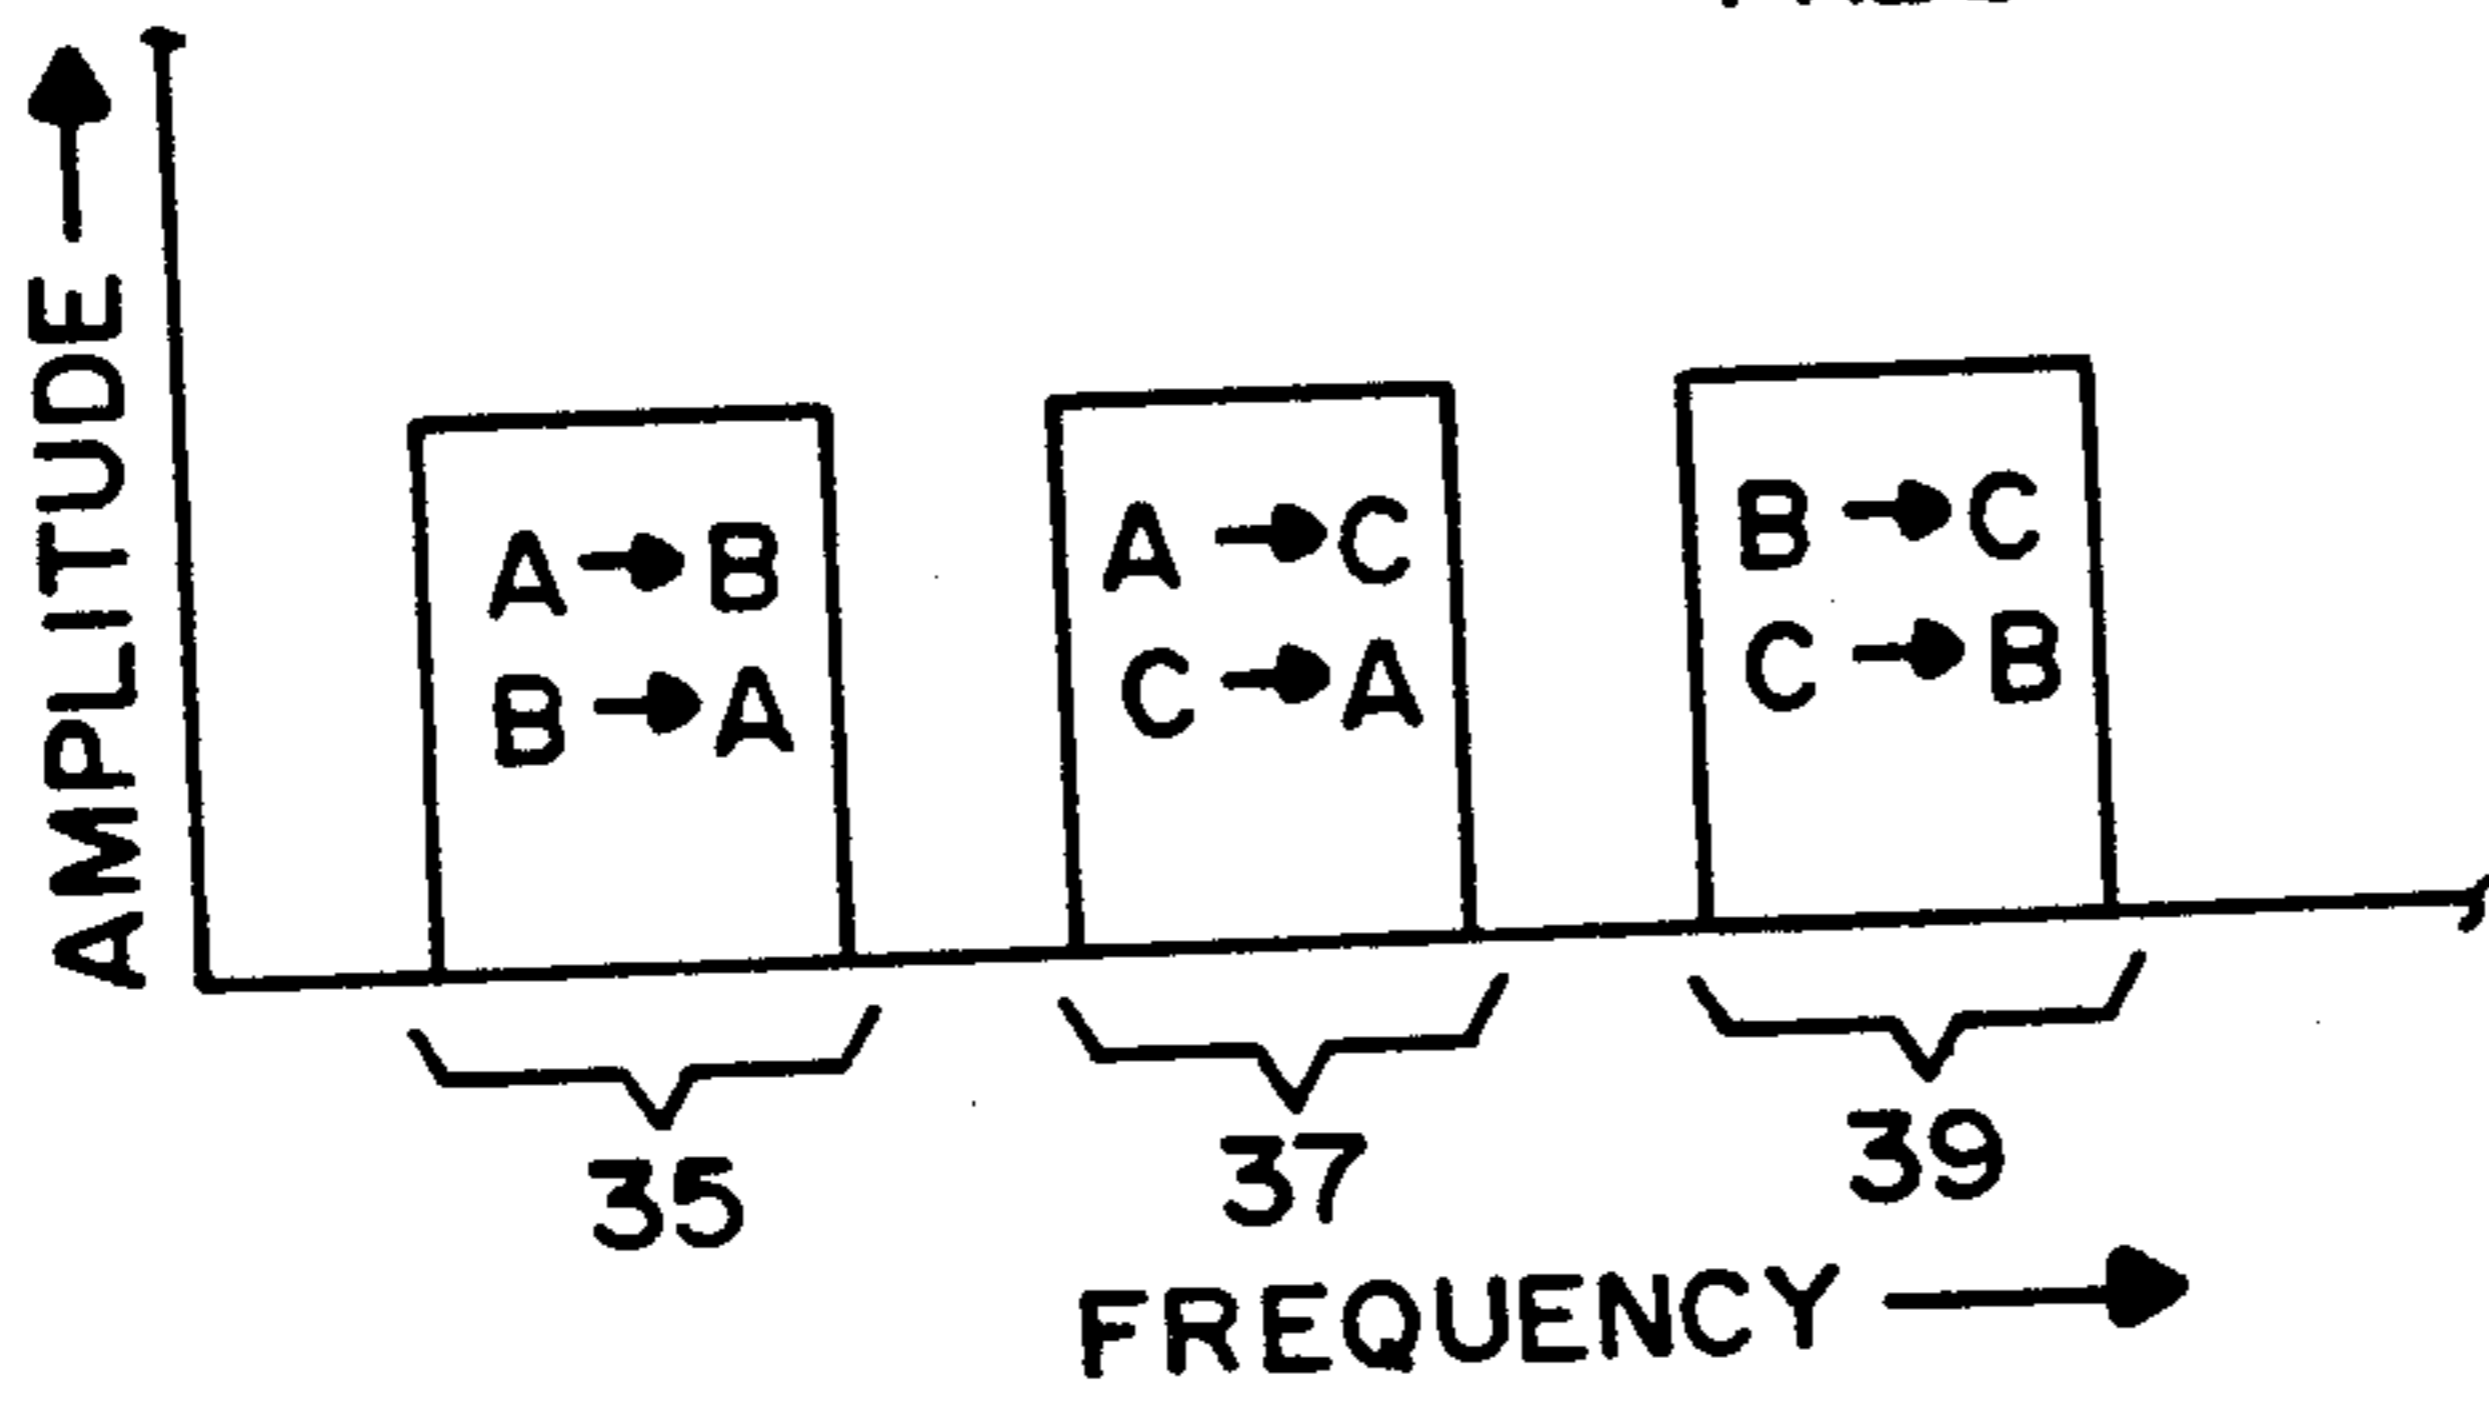 AMPLITUDE →
A → B
B → A
A → C
C → A
B → C
C → B
35
37
39
FREQUENCY →